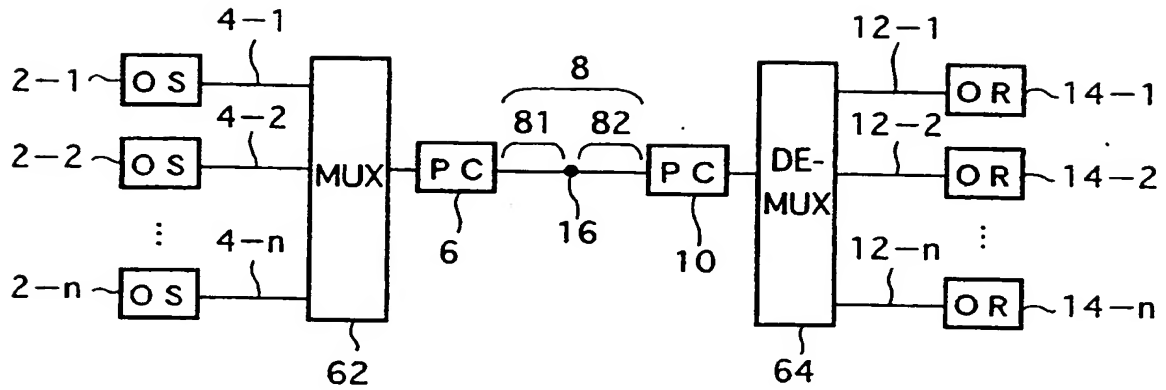 4-1
12-1
2-1 OS
8
OR 14-1
4-2
81 82
12-2
2-2 OS
MUX
PC
PC
DE-
MUX
OR 14-2
⋮
4-n
6
16
10
12-n
⋮
2-n OS
OR 14-n
62
64